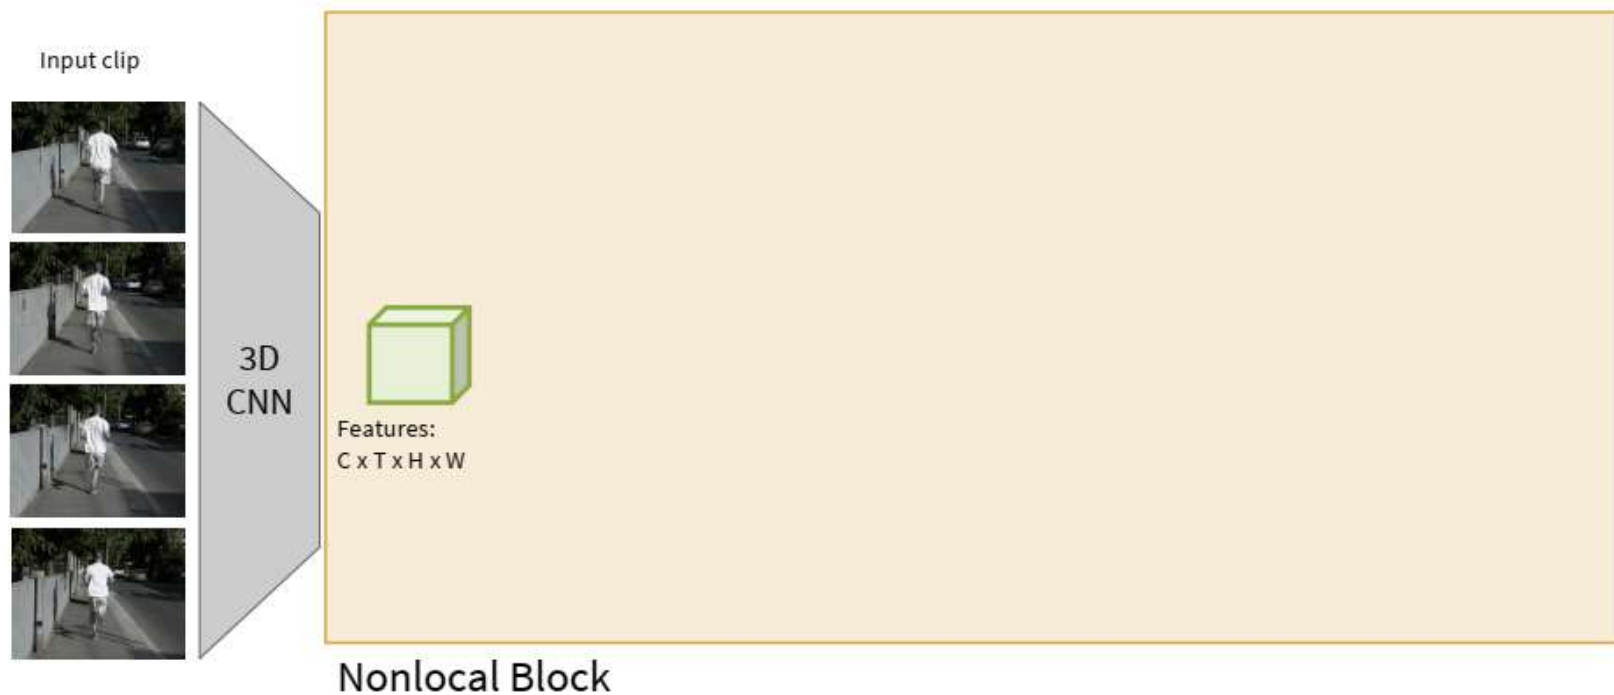 Input clip
3D
CNN
Features:
C x T x H x W
Nonlocal Block